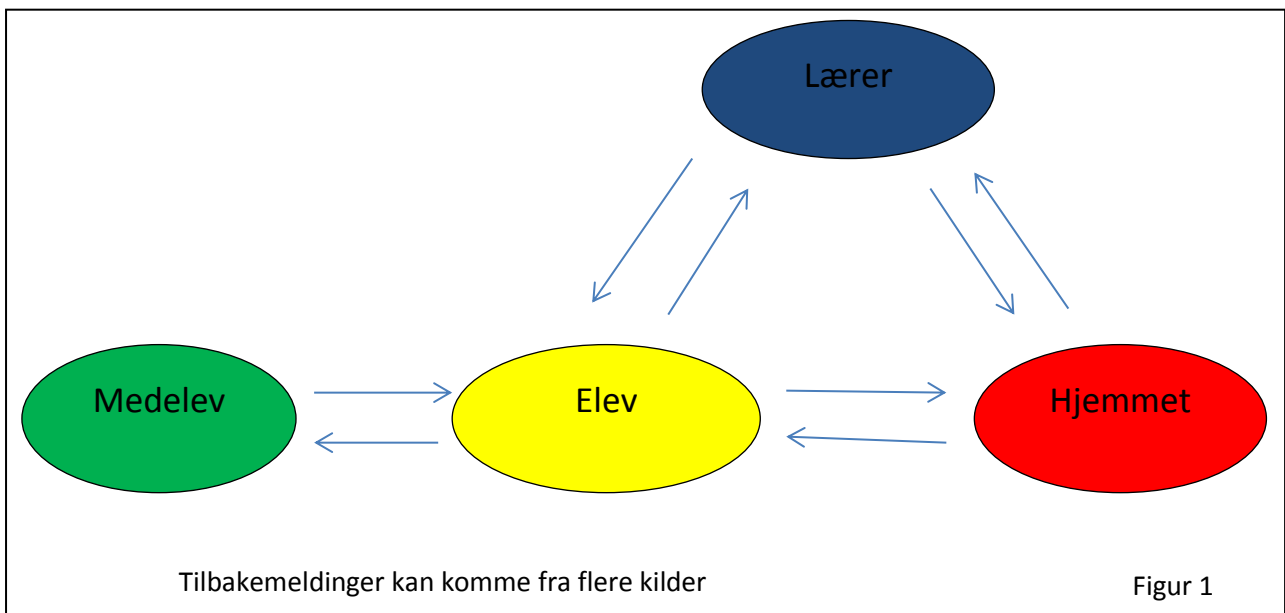 Lærer
Medelev
Elev
Hjemmet
Tilbakemeldinger kan komme fra flere kilder
Figur 1